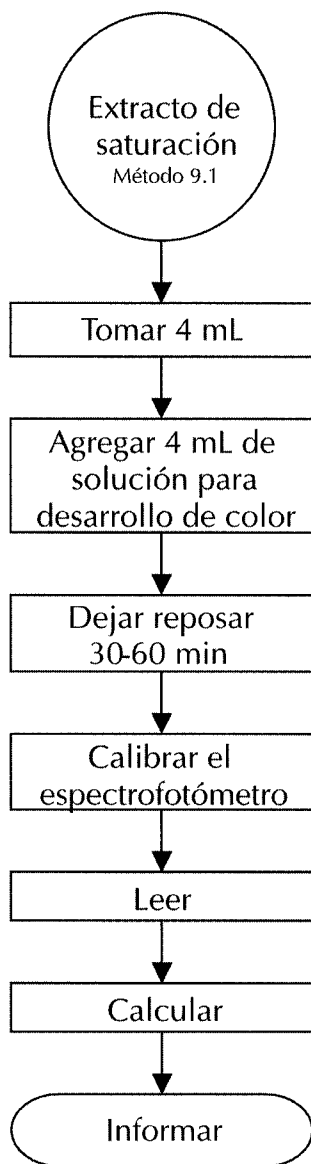 Extracto de
saturación
Método 9.1
Tomar 4 mL
Agregar 4 mL de
solución para
desarrollo de color
Dejar reposar
30-60 min
Calibrar el
espectrofotómetro
Leer
Calcular
Informar